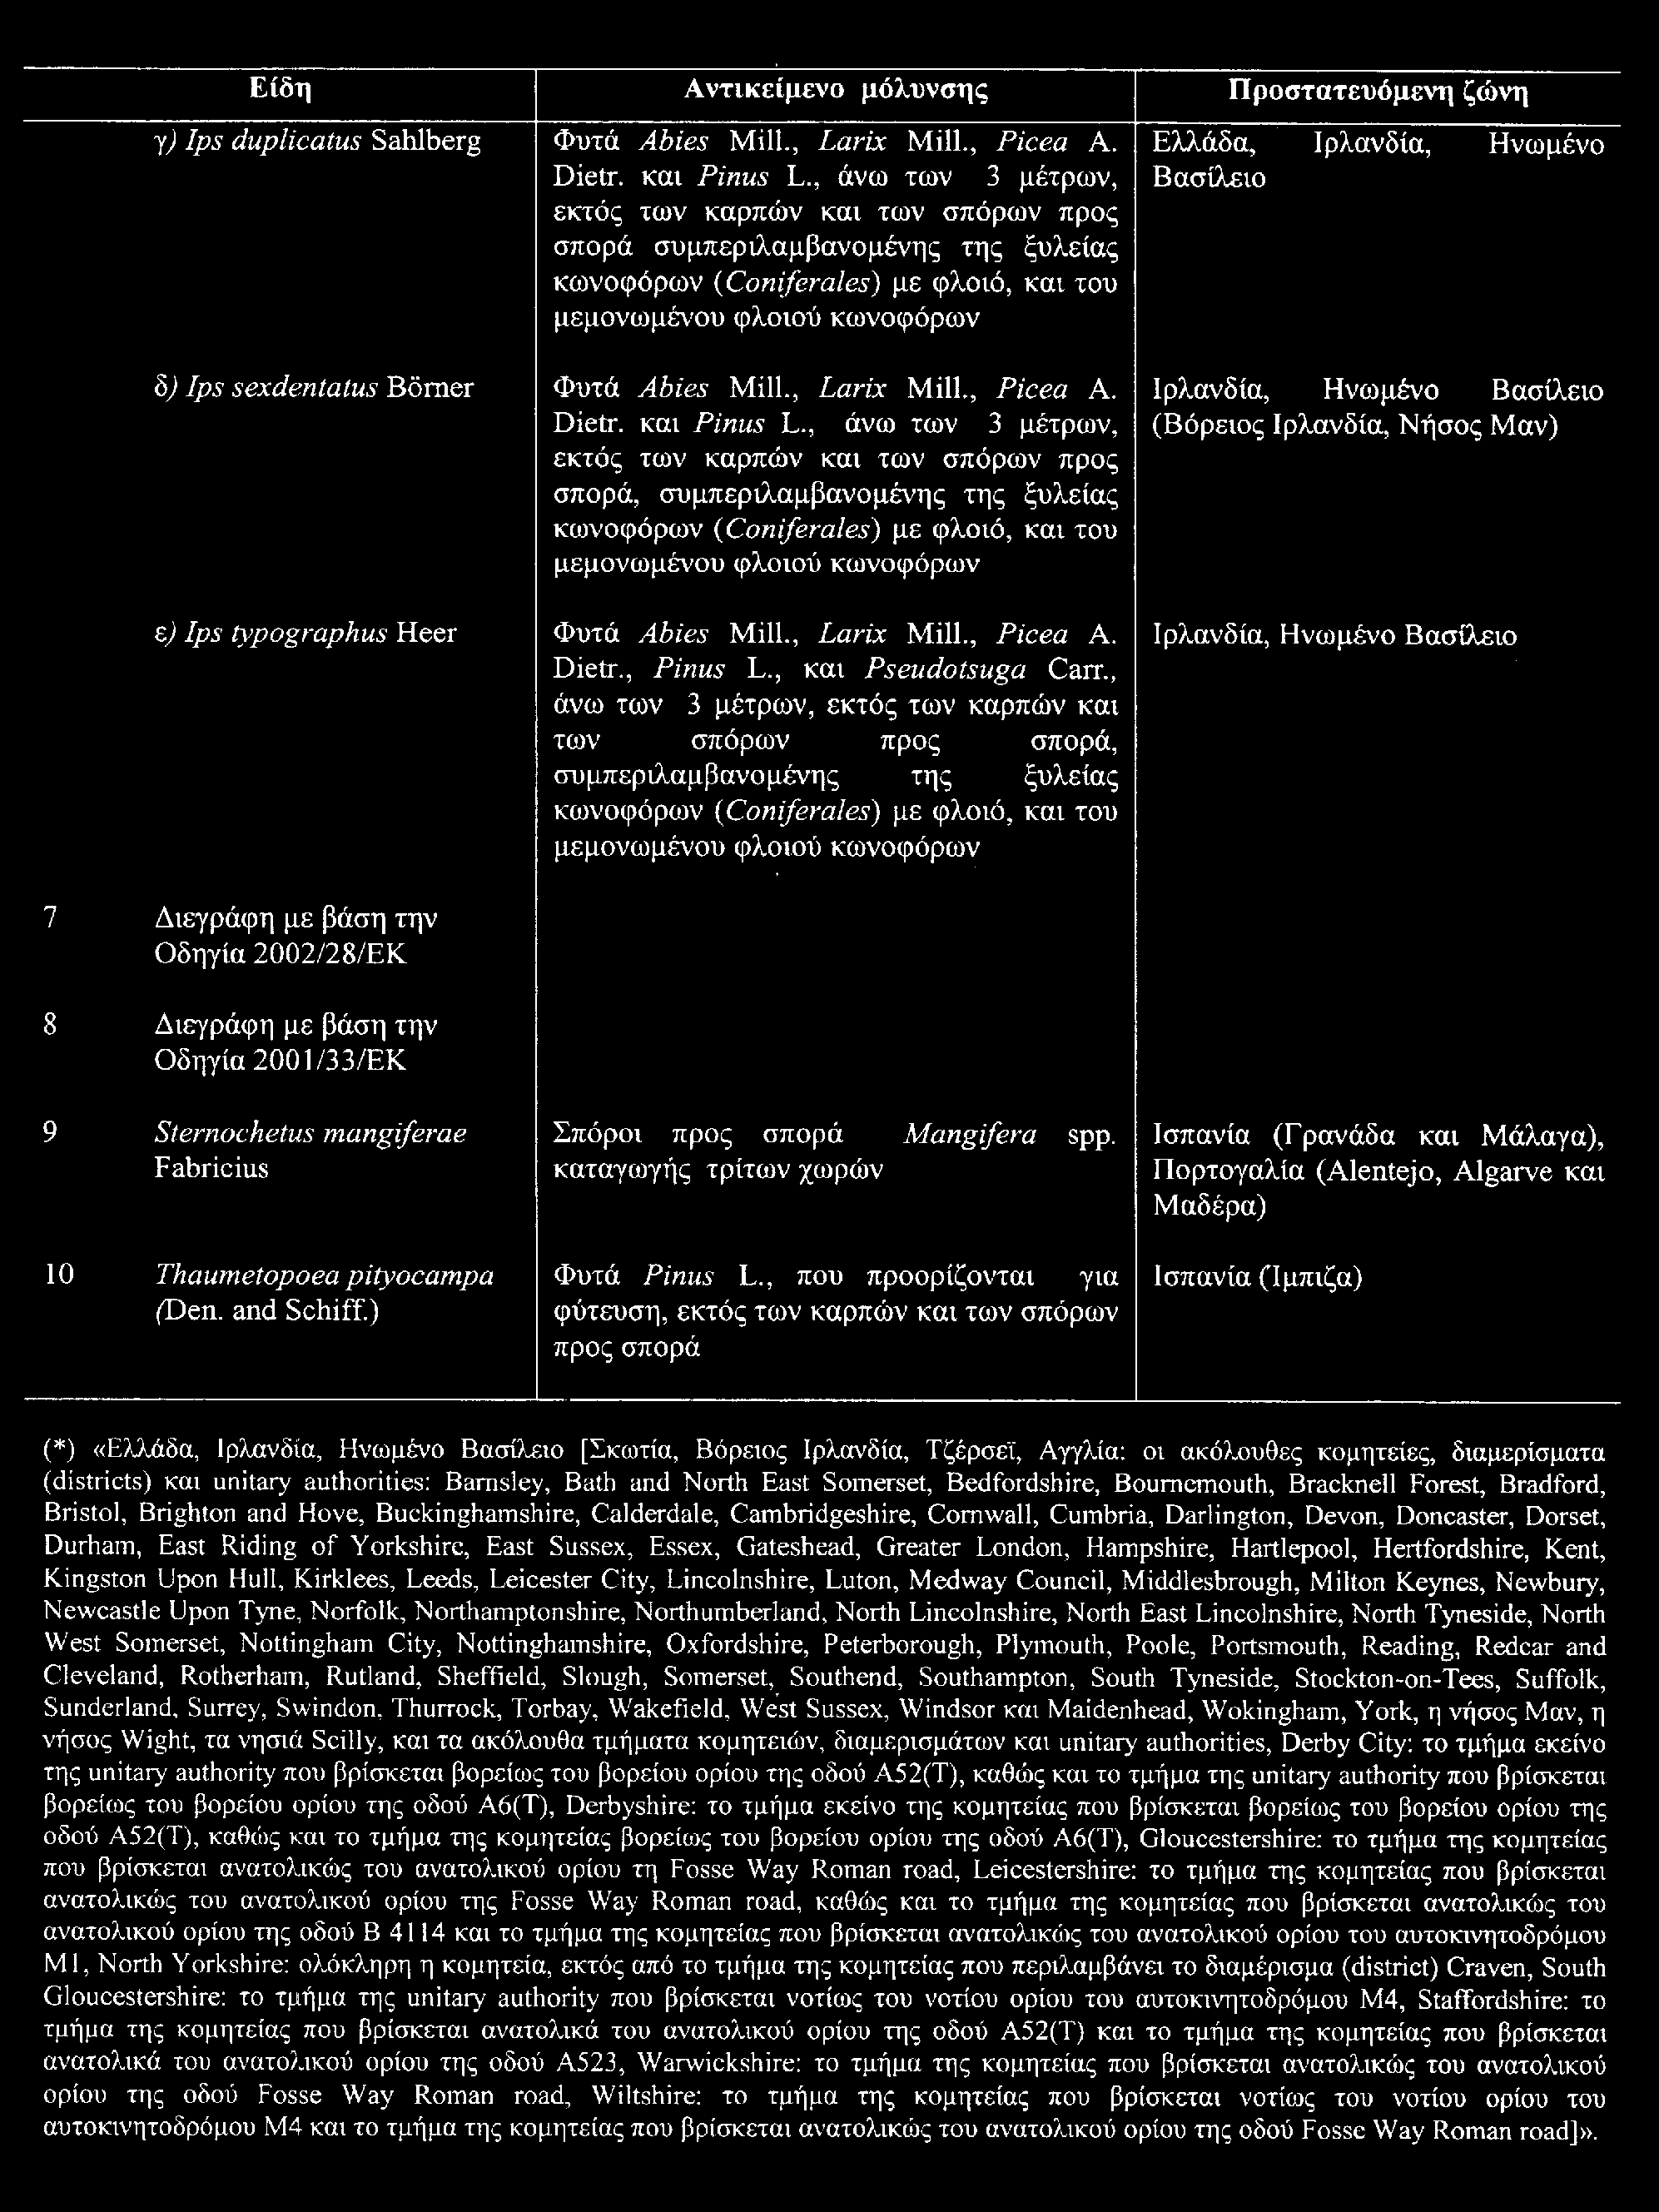 Είδη Αντικείμενο μόλυνσης Προστατευόμενη ζώνη
γ) Ips duplicatus Sahlberg
Φυτά Abies Mill., Larix Mill., Picea A.
Dietr. και Pinus L., άνω των 3 μέτρων,
εκτός των καρπών και των σπόρων προς
σπορά συμπεριλαμβανομένης της ξυλείας
κωνοφόρων (Coniferales) με φλοιό, και του
μεμονωμένου φλοιού κωνοφόρων
Ελλάδα, Ιρλανδία, Ηνωμένο
Βασίλειο
δ) Ips sexdentatus Börner
Φυτά Abies Mill., Larix Mill., Picea A.
Dietr. και Pinus L., άνω των 3 μέτρων,
εκτός των καρπών και των σπόρων προς
σπορά, συμπεριλαμβανομένης της ξυλείας
κωνοφόρων (Coniferales) με φλοιό, και του
μεμονωμένου φλοιού κωνοφόρων
Ιρλανδία, Ηνωμένο Βασίλειο
(Βόρειος Ιρλανδία, Νήσος Μαν)
ε) Ips typographus Heer
Φυτά Abies Mill., Larix Mill., Picea A.
Dietr., Pinus L., και Pseudotsuga Carr.,
άνω των 3 μέτρων, εκτός των καρπών και
των σπόρων προς σπορά,
συμπεριλαμβανομένης της ξυλείας
κωνοφόρων (Coniferales) με φλοιό, και του
μεμονωμένου φλοιού κωνοφόρων
Ιρλανδία, Ηνωμένο Βασίλειο
7 Διεγράφη με βάση την
Οδηγία 2002/28/ΕΚ
8 Διεγράφη με βάση την
Οδηγία 2001/33/ΕΚ
9 Sternochetus mangiferae
Fabricius
Σπόροι προς σπορά Mangifera spp.
καταγωγής τρίτων χωρών
Ισπανία (Γρανάδα και Μάλαγα),
Πορτογαλία (Alentejo, Algarve και
Μαδέρα)
10 Thaumetopoea pityocampa
(Den. and Schiff.)
Φυτά Pinus L., που προορίζονται για
φύτευση, εκτός των καρπών και των σπόρων
προς σπορά
Ισπανία (Ίμπιζα)
(*) «Ελλάδα, Ιρλανδία, Ηνωμένο Βασίλειο [Σκωτία, Βόρειος Ιρλανδία, Τζέρσεϊ, Αγγλία: οι ακόλουθες κομητείες, διαμερίσματα
(districts) και unitary authorities: Barnsley, Bath and North East Somerset, Bedfordshire, Bournemouth, Bracknell Forest, Bradford,
Bristol, Brighton and Hove, Buckinghamshire, Calderdale, Cambridgeshire, Cornwall, Cumbria, Darlington, Devon, Doncaster, Dorset,
Durham, East Riding of Yorkshire, East Sussex, Essex, Gateshead, Greater London, Hampshire, Hartlepool, Hertfordshire, Kent,
Kingston Upon Hull, Kirklees, Leeds, Leicester City, Lincolnshire, Luton, Medway Council, Middlesbrough, Milton Keynes, Newbury,
Newcastle Upon Tyne, Norfolk, Northamptonshire, Northumberland, North Lincolnshire, North East Lincolnshire, North Tyneside, North
West Somerset, Nottingham City, Nottinghamshire, Oxfordshire, Peterborough, Plymouth, Poole, Portsmouth, Reading, Redcar and
Cleveland, Rotherham, Rutland, Sheffield, Slough, Somerset, Southend, Southampton, South Tyneside, Stockton-on-Tees, Suffolk,
Sunderland, Surrey, Swindon, Thurrock, Torbay, Wakefield, West Sussex, Windsor και Maidenhead, Wokingham, York, η νήσος Μαν, η
νήσος Wight, τα νησιά Scilly, και τα ακόλουθα τμήματα κομητειών, διαμερισμάτων και unitary authorities, Derby City: το τμήμα εκείνο
της unitary authority που βρίσκεται βορείως του βορείου ορίου της οδού A52(T), καθώς και το τμήμα της unitary authority που βρίσκεται
βορείως του βορείου ορίου της οδού A6(T), Derbyshire: το τμήμα εκείνο της κομητείας που βρίσκεται βορείως του βορείου ορίου της
οδού A52(T), καθώς και το τμήμα της κομητείας βορείως του βορείου ορίου της οδού A6(T), Gloucestershire: το τμήμα της κομητείας
που βρίσκεται ανατολικώς του ανατολικού ορίου τη Fosse Way Roman road, Leicestershire: το τμήμα της κομητείας που βρίσκεται
ανατολικώς του ανατολικού ορίου της Fosse Way Roman road, καθώς και το τμήμα της κομητείας που βρίσκεται ανατολικώς του
ανατολικού ορίου της οδού B 4114 και το τμήμα της κομητείας που βρίσκεται ανατολικώς του ανατολικού ορίου του αυτοκινητοδρόμου
M1, North Yorkshire: ολόκληρη η κομητεία, εκτός από το τμήμα της κομητείας που περιλαμβάνει το διαμέρισμα (district) Craven, South
Gloucestershire: το τμήμα της unitary authority που βρίσκεται νοτίως του νοτίου ορίου του αυτοκινητοδρόμου M4, Staffordshire: το
τμήμα της κομητείας που βρίσκεται ανατολικά του ανατολικού ορίου της οδού A52(T) και το τμήμα της κομητείας που βρίσκεται
ανατολικά του ανατολικού ορίου της οδού A523, Warwickshire: το τμήμα της κομητείας που βρίσκεται ανατολικώς του ανατολικού
ορίου της οδού Fosse Way Roman road, Wiltshire: το τμήμα της κομητείας που βρίσκεται νοτίως του νοτίου ορίου του
αυτοκινητοδρόμου M4 και το τμήμα της κομητείας που βρίσκεται ανατολικώς του ανατολικού ορίου της οδού Fosse Way Roman road]».